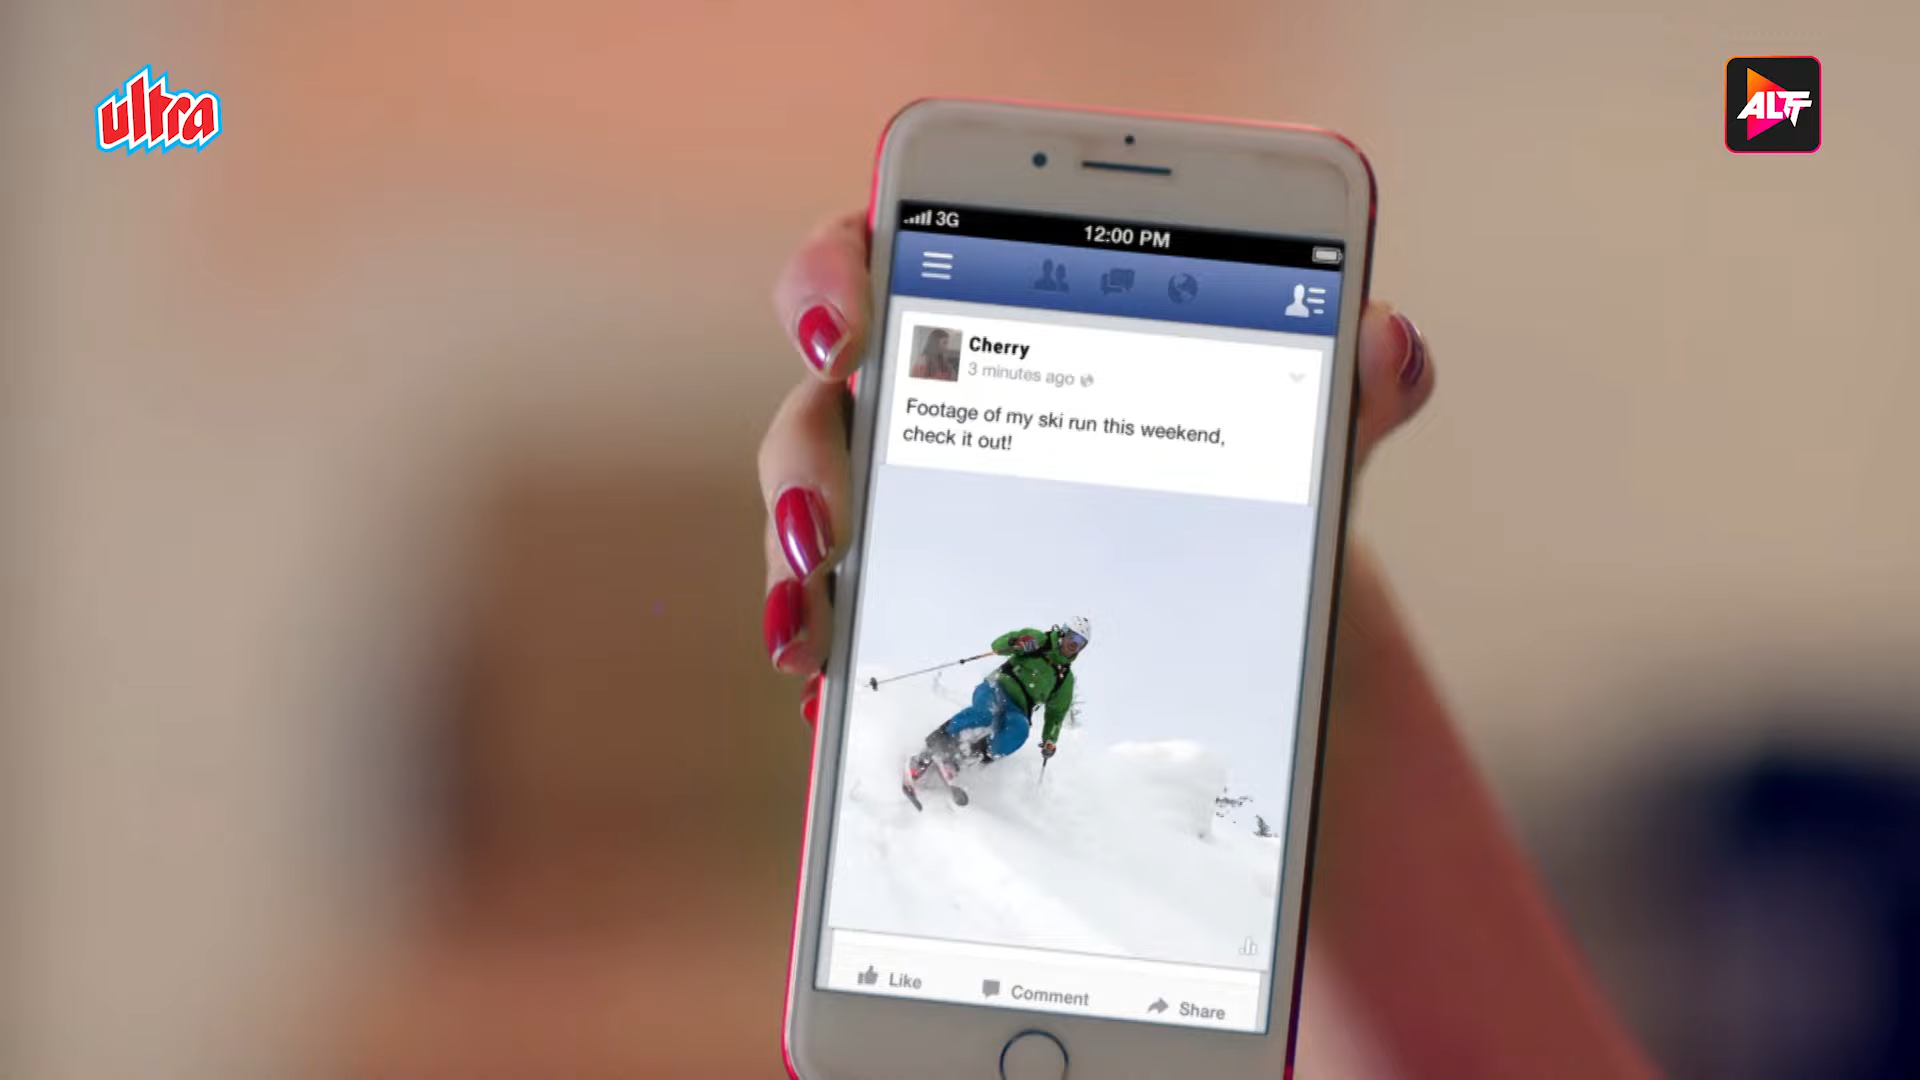 ultra
ALTT
3G
12:00 PM
Cherry
3 minutes ago
Footage of my ski run this weekend,
check it out!
Like
Comment
Share